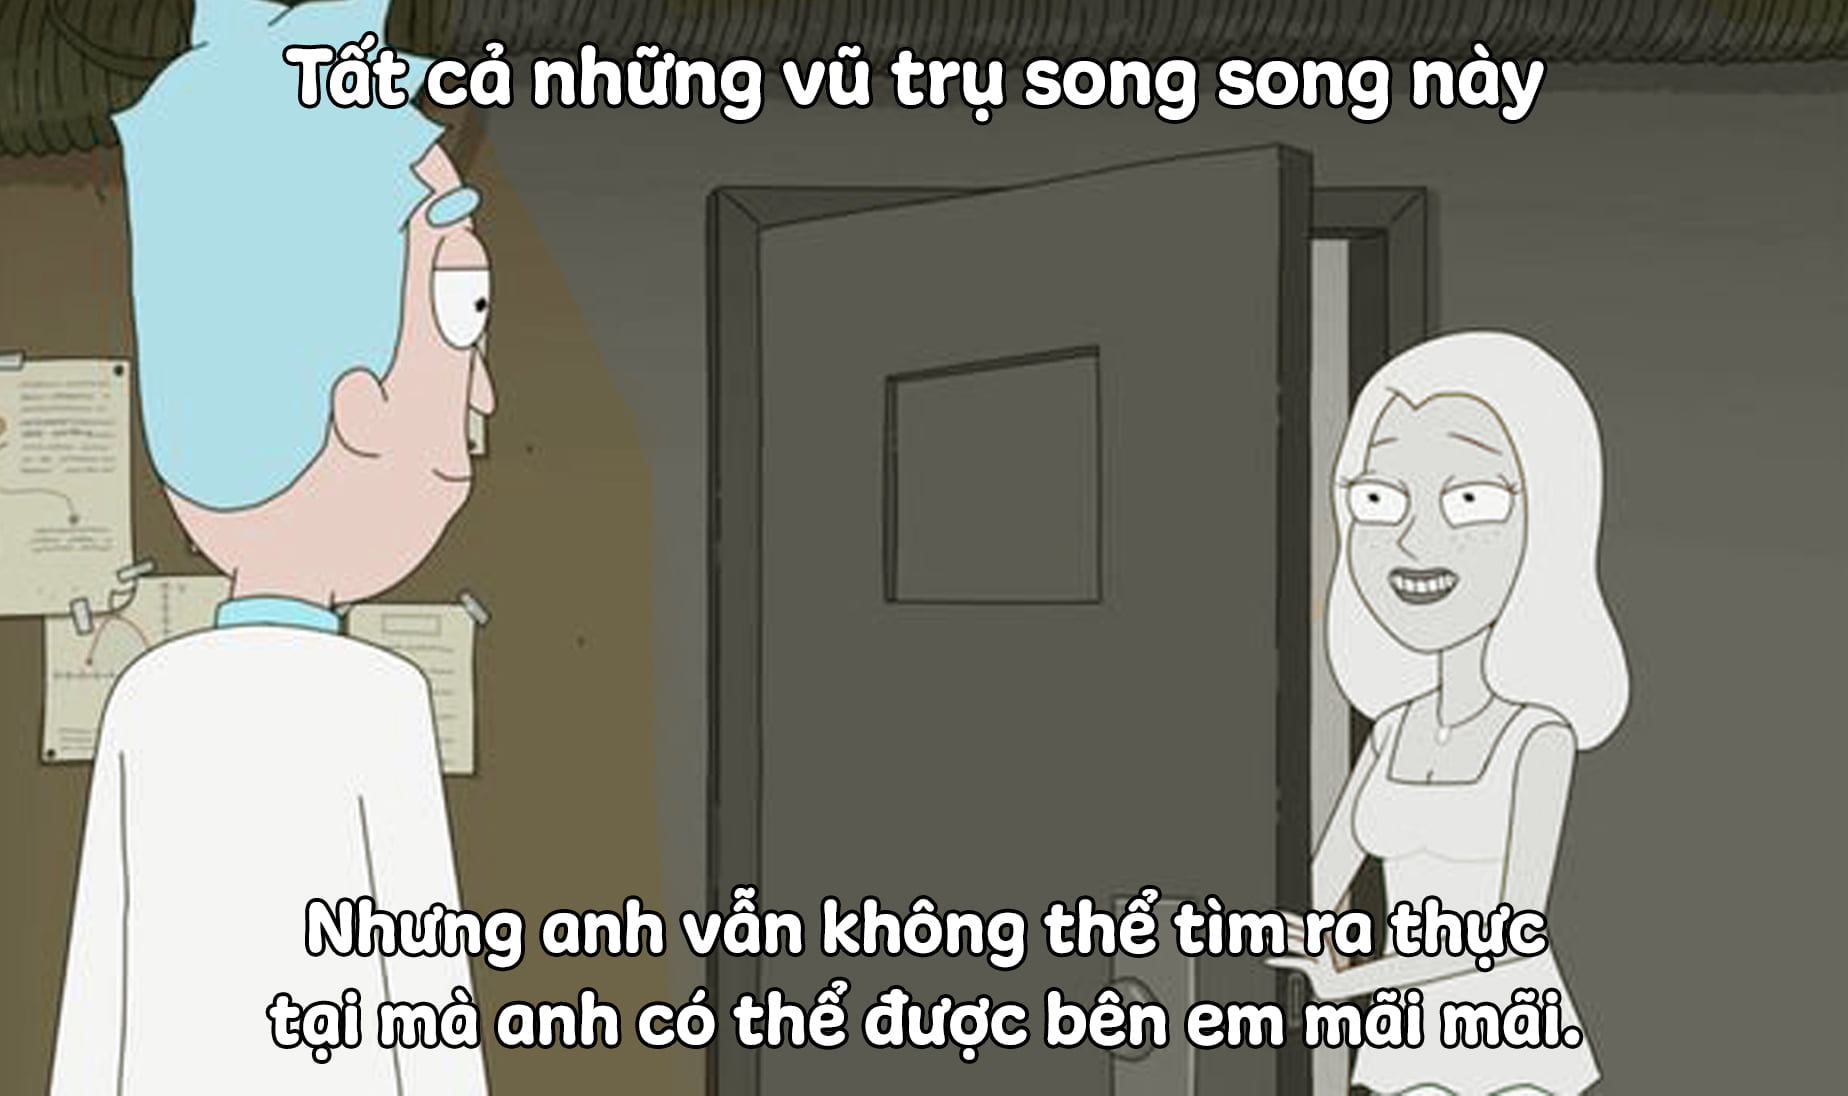 Tất cả những vũ trụ song song này
Nhưng anh vẫn không thể tìm ra thực
tại mà anh có thể được bên em mãi mãi.